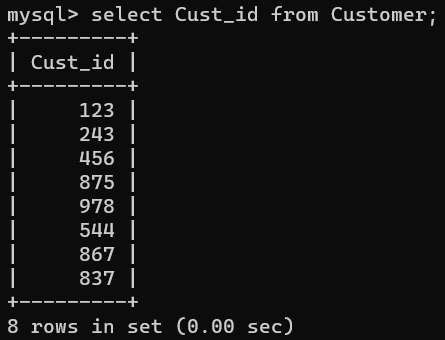 mysql> select Cust_id from Customer;
+---------+
| Cust_id |
+---------+
|     123 |
|     243 |
|     456 |
|     875 |
|     978 |
|     544 |
|     867 |
|     837 |
+---------+
8 rows in set (0.00 sec)